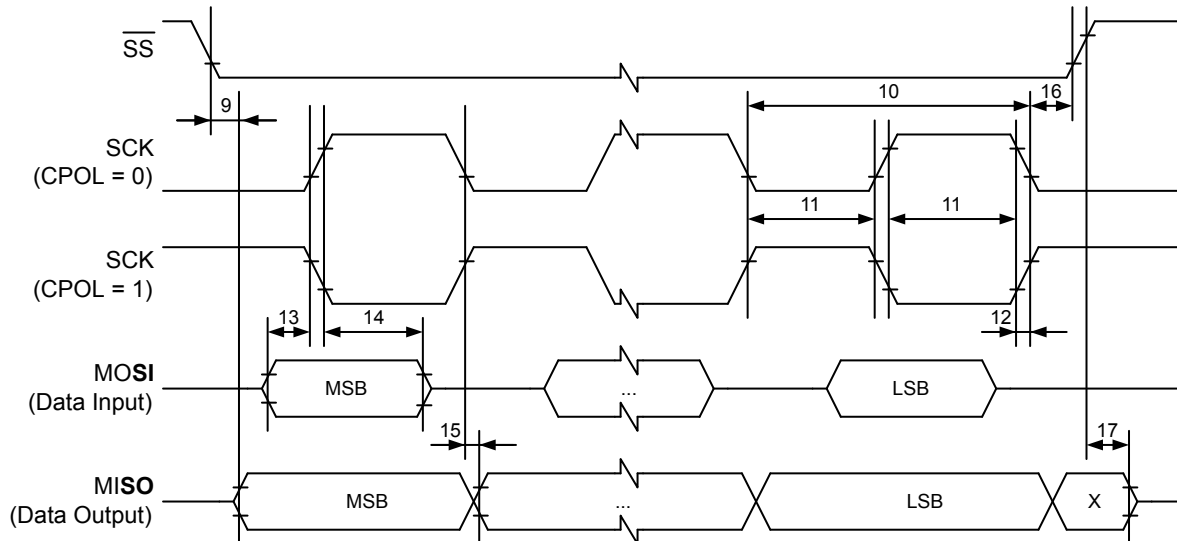 SS
10
16
9
SCK
(CPOL = 0)
11
11
SCK
(CPOL = 1)
13
14
12
MOSI
(Data Input)
MSB
...
LSB
15
17
MISO
(Data Output)
MSB
...
LSB
X